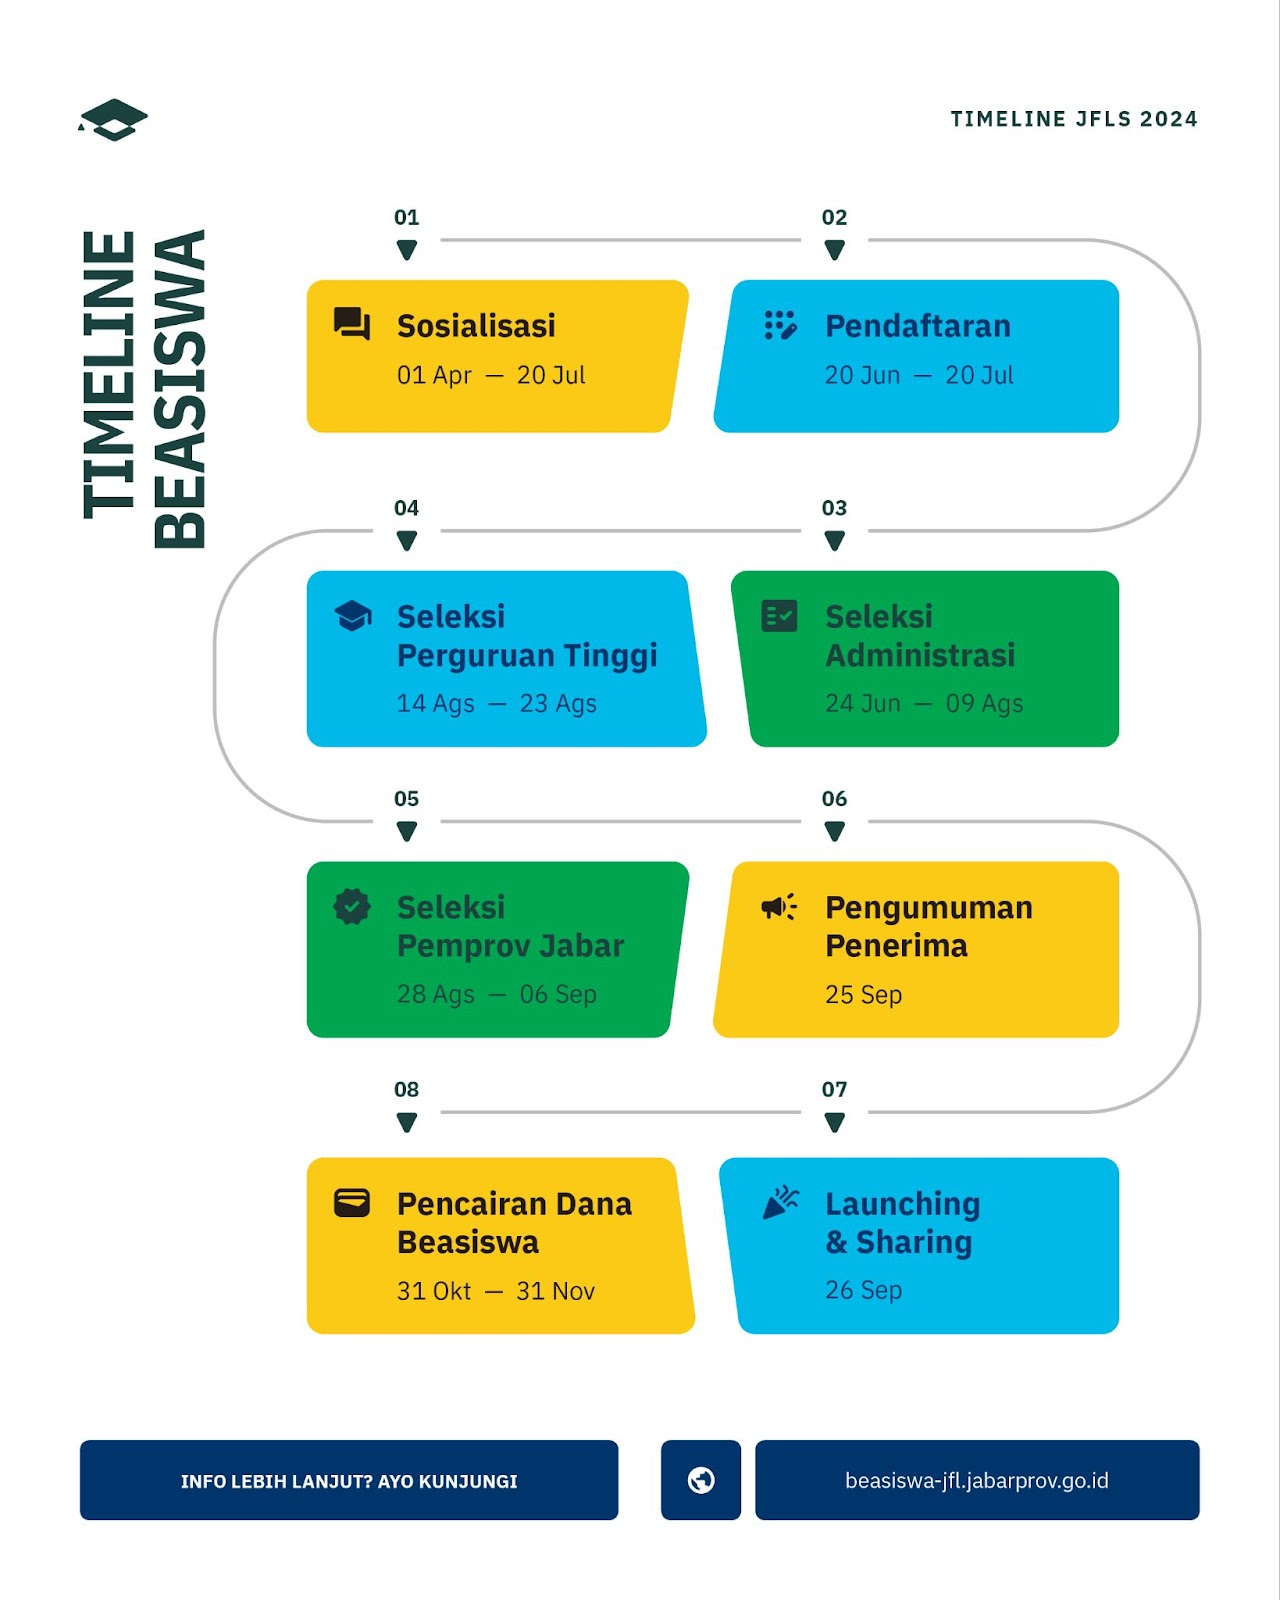 TIMELINE JFLS 2024
TIMELINE
BEASISWA
01
Sosialisasi
01 Apr — 20 Jul
02
Pendaftaran
20 Jun — 20 Jul
03
Seleksi
Administrasi
24 Jun — 09 Ags
04
Seleksi
Perguruan Tinggi
14 Ags — 23 Ags
05
Seleksi
Pemprov Jabar
28 Ags — 06 Sep
06
Pengumuman
Penerima
25 Sep
07
Launching
& Sharing
26 Sep
08
Pencairan Dana
Beasiswa
31 Okt — 31 Nov
INFO LEBIH LANJUT? AYO KUNJUNGI
beasiswa-jfl.jabarprov.go.id